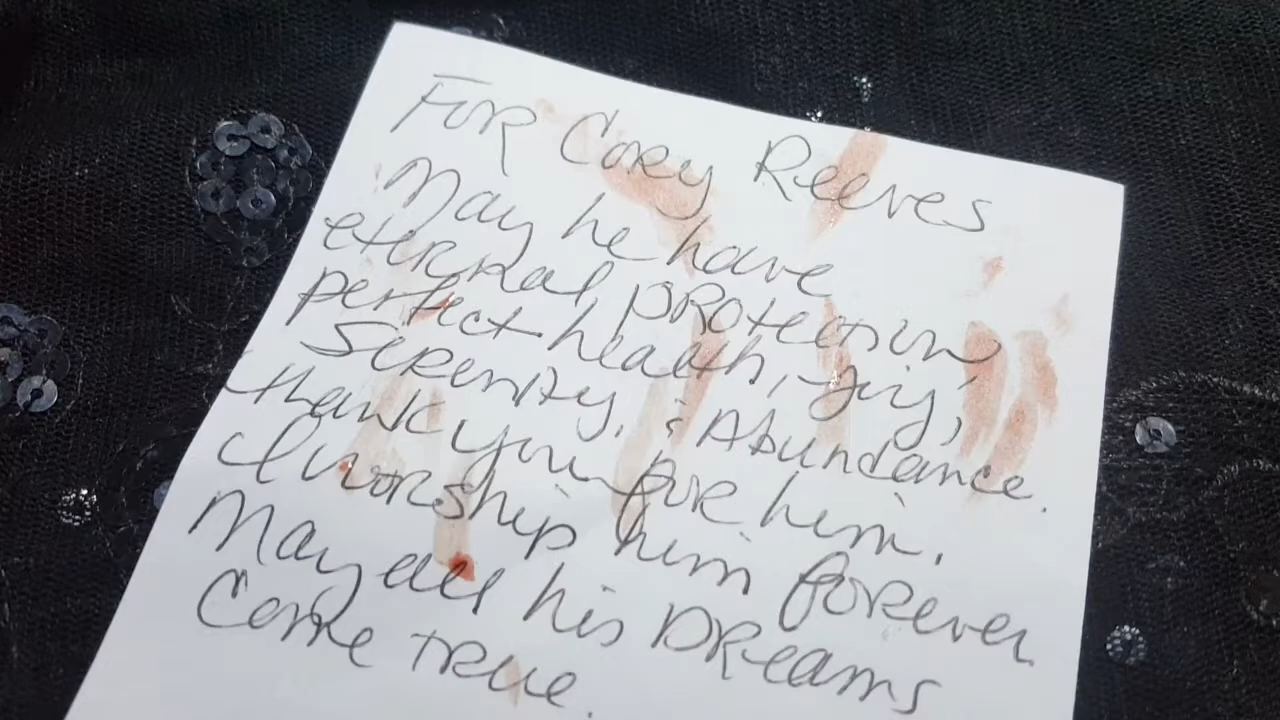 For Corey Reeves
May he have
eternal protection,
perfect health, joy,
Serenity, & Abundance.
thank you for him.
I worship him forever
May all his Dreams
Come true.